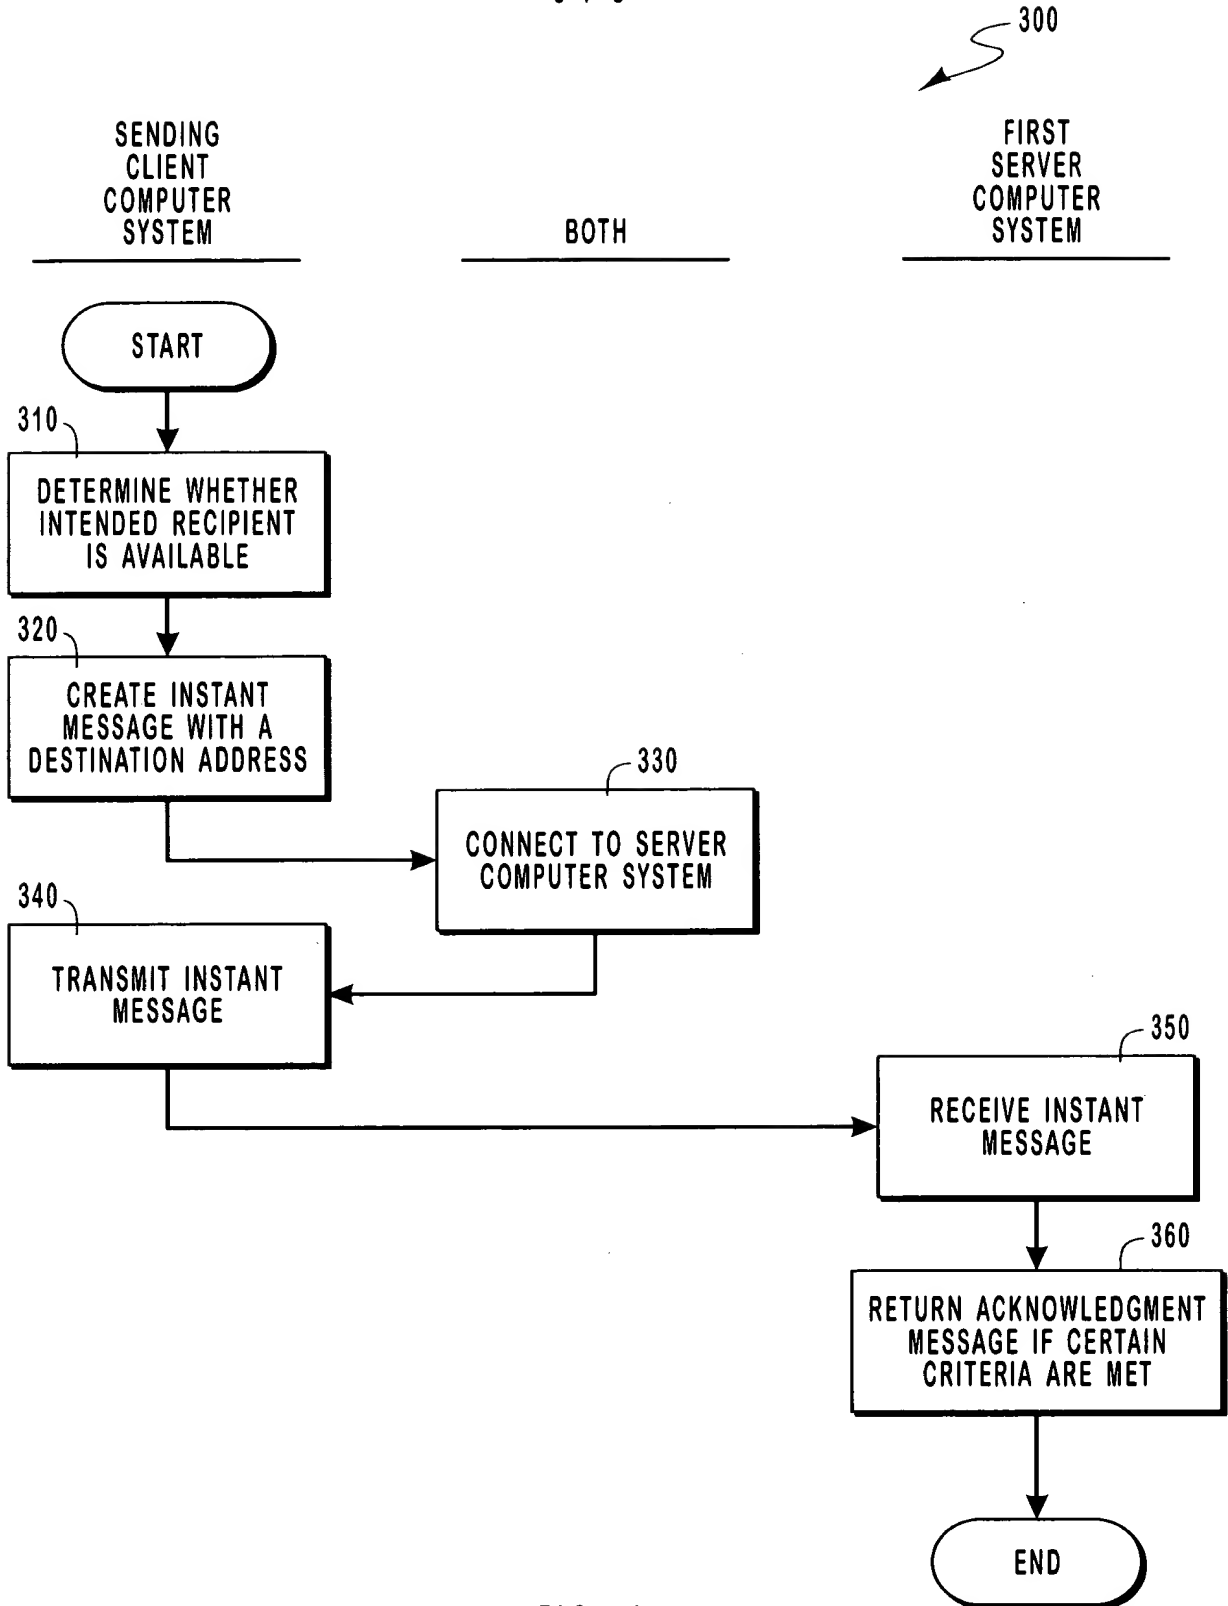 300
SENDING
CLIENT
COMPUTER
SYSTEM
BOTH
FIRST
SERVER
COMPUTER
SYSTEM
START
310
DETERMINE WHETHER
INTENDED RECIPIENT
IS AVAILABLE
320
CREATE INSTANT
MESSAGE WITH A
DESTINATION ADDRESS
330
CONNECT TO SERVER
COMPUTER SYSTEM
340
TRANSMIT INSTANT
MESSAGE
350
RECEIVE INSTANT
MESSAGE
360
RETURN ACKNOWLEDGMENT
MESSAGE IF CERTAIN
CRITERIA ARE MET
END